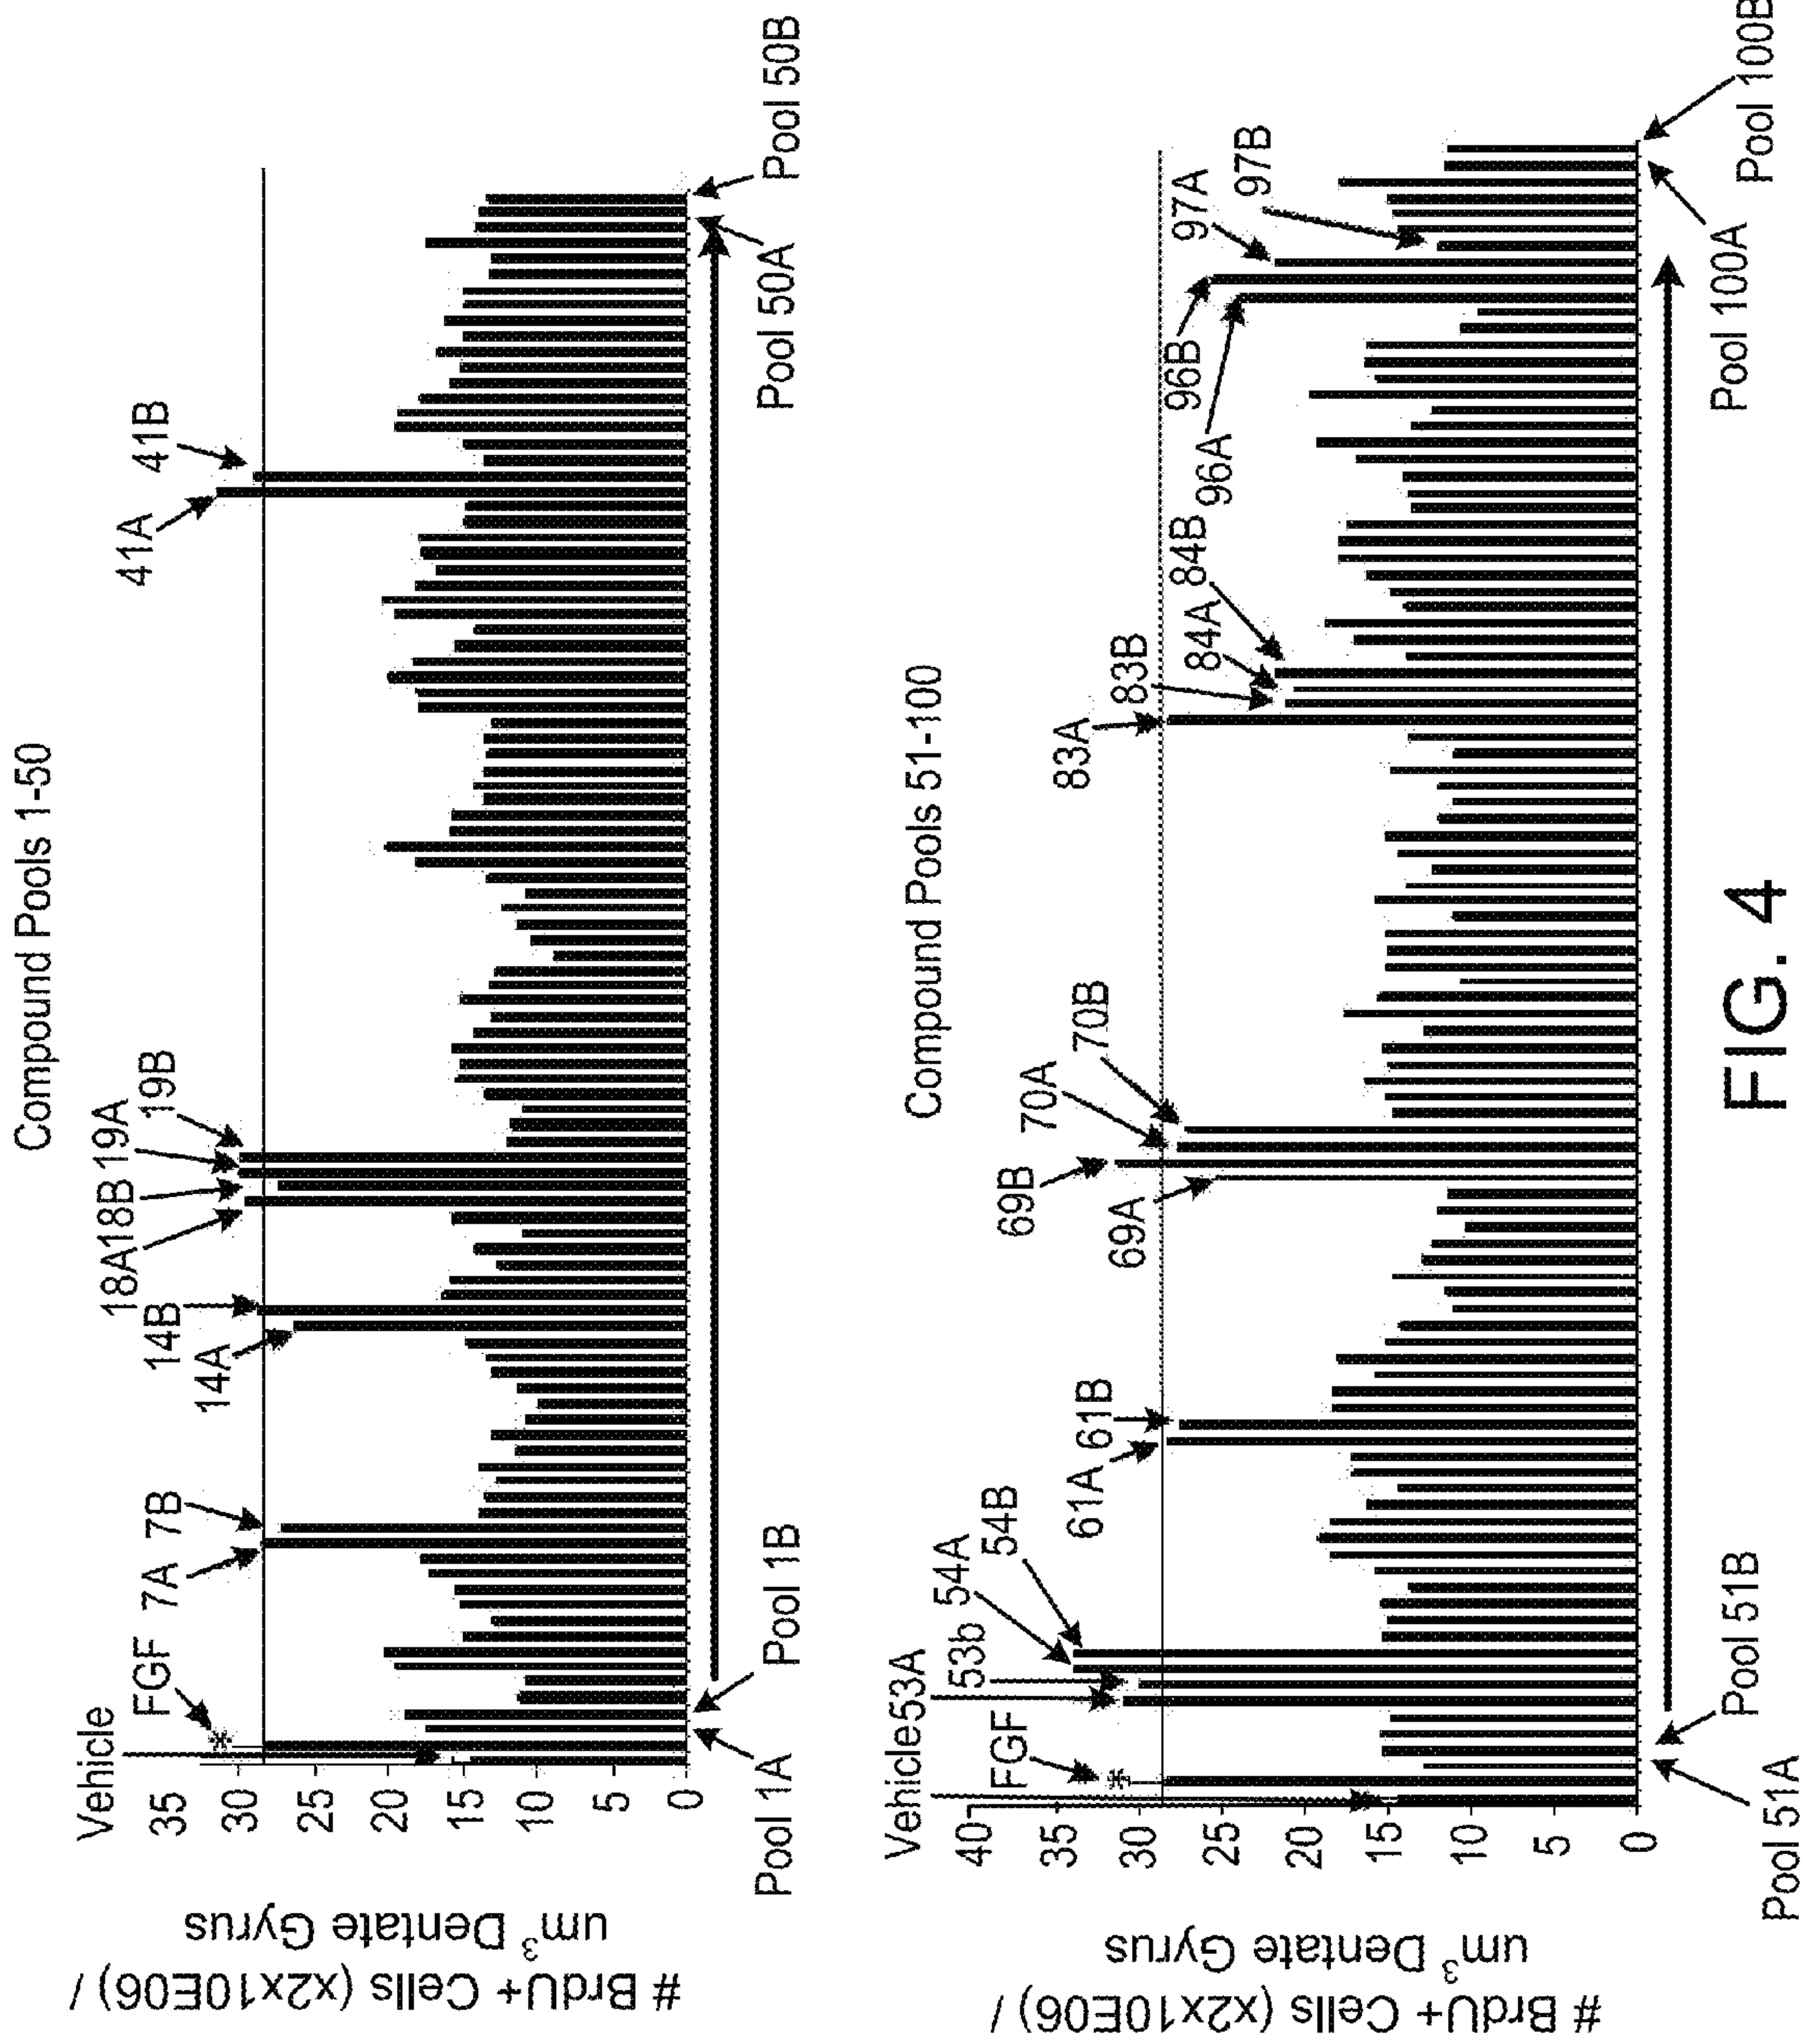 Compound Pools 1-50
# BrdU+ Cells (x2x10E06) /
um³ Dentate Gyrus
35
30
25
20
15
10
5
0
Vehicle
FGF
*
7A
7B
14A
14B
18A
18B
19A
19B
41A
41B
Pool 1A
Pool 1B
Pool 50A
Pool 50B
Compound Pools 51-100
# BrdU+ Cells (x2x10E06) /
um³ Dentate Gyrus
40
35
30
25
20
15
10
5
0
Vehicle
FGF
*
53A
53b
54A
54B
61A
61B
69A
69B
70A
70B
83A
83B
84A
84B
96A
96B
97A
97B
Pool 51A
Pool 51B
Pool 100A
Pool 100B
FIG. 4